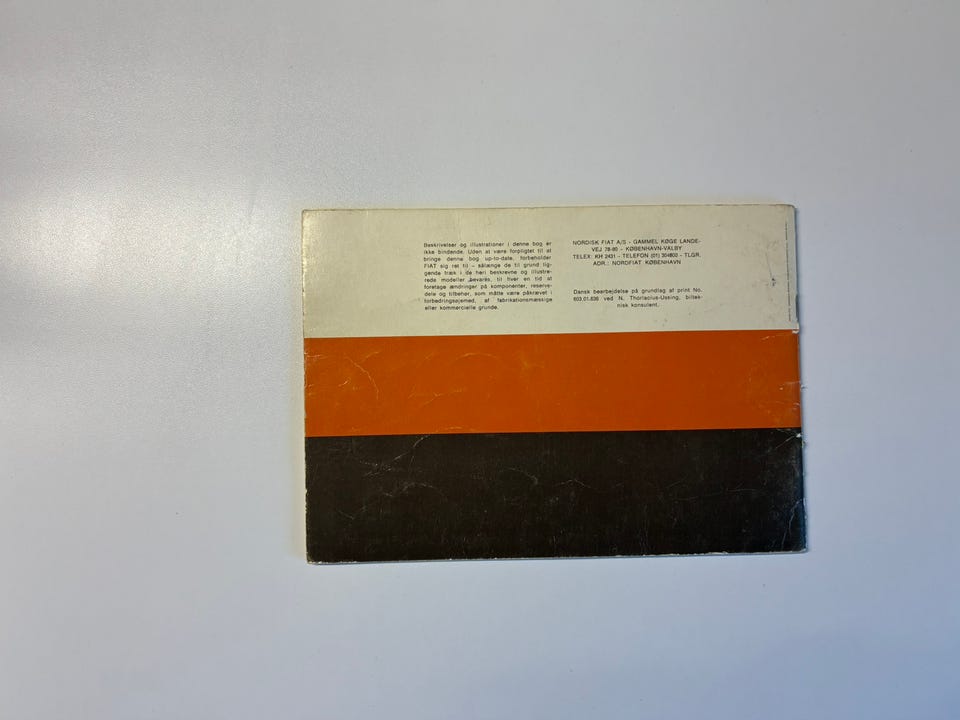 Beskrivelser og illustrationer i denne bog er
ikke bindende. Uden at være forpligtet til at
bringe denne bog up-to-date, forbeholder
FIAT sig ret til – sålænge de til grund lig-
gende træk i de heri beskrevne og illustre-
rede modeller bevares, til hver en tid at
foretage ændringer på komponenter, reserve-
dele og tilbehør, som måtte være påkrævet i
forbedringsøjemed, af fabrikationsmæssige
eller kommercielle grunde.
NORDISK FIAT A/S - GAMMEL KØGE LANDE-
VEJ 78-80 - KØBENHAVN-VALBY
TELEX: KH 2431 - TELEFON (01) 304800 - TLGR.
ADR.: NORDFIAT KØBENHAVN
Dansk bearbejdelse på grundlag af print No.
603.01.836 ved N. Thorlacius-Ussing, biltek-
nisk konsulent.